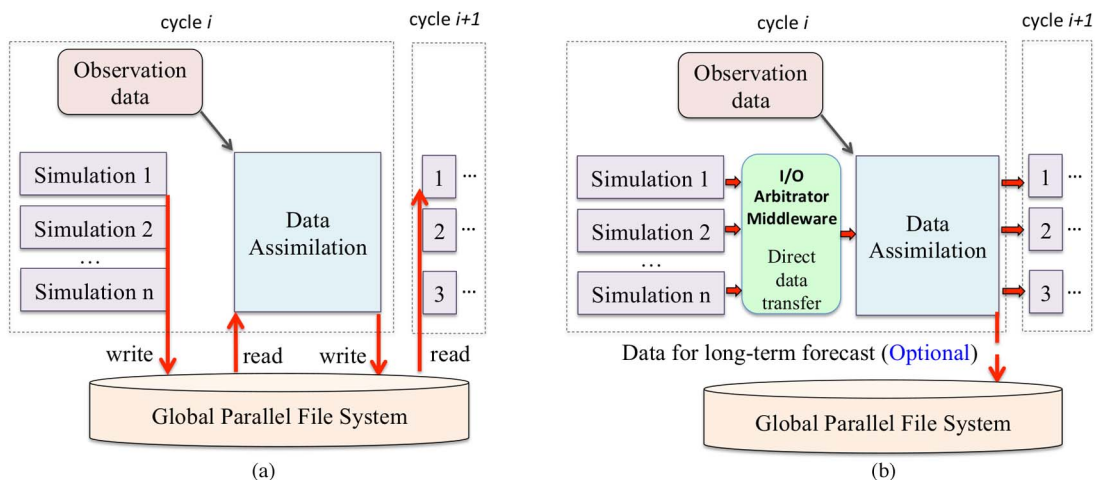 cycle i
cycle i+1
Observation
data
Simulation 1
Simulation 2
...
Simulation n
Data
Assimilation
1 ...
2 ...
3 ...
write
read
write
read
Global Parallel File System
(a)
cycle i
cycle i+1
Observation
data
Simulation 1
Simulation 2
...
Simulation n
I/O
Arbitrator
Middleware
Direct
data
transfer
Data
Assimilation
1 ...
2 ...
3 ...
Data for long-term forecast (Optional)
Global Parallel File System
(b)